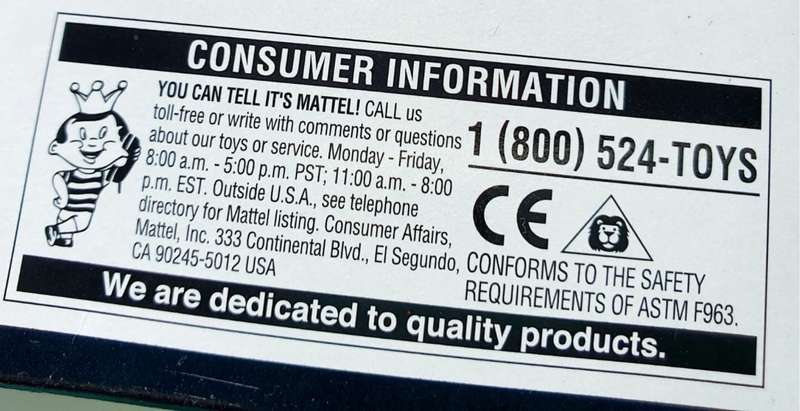 CONSUMER INFORMATION
YOU CAN TELL IT'S MATTEL! CALL us
toll-free or write with comments or questions
about our toys or service. Monday - Friday,
8:00 a.m. - 5:00 p.m. PST; 11:00 a.m. - 8:00
p.m. EST. Outside U.S.A., see telephone
directory for Mattel listing. Consumer Affairs,
Mattel, Inc. 333 Continental Blvd., El Segundo,
CA 90245-5012 USA
1 (800) 524-TOYS
CE
CONFORMS TO THE SAFETY
REQUIREMENTS OF ASTM F963.
We are dedicated to quality products.